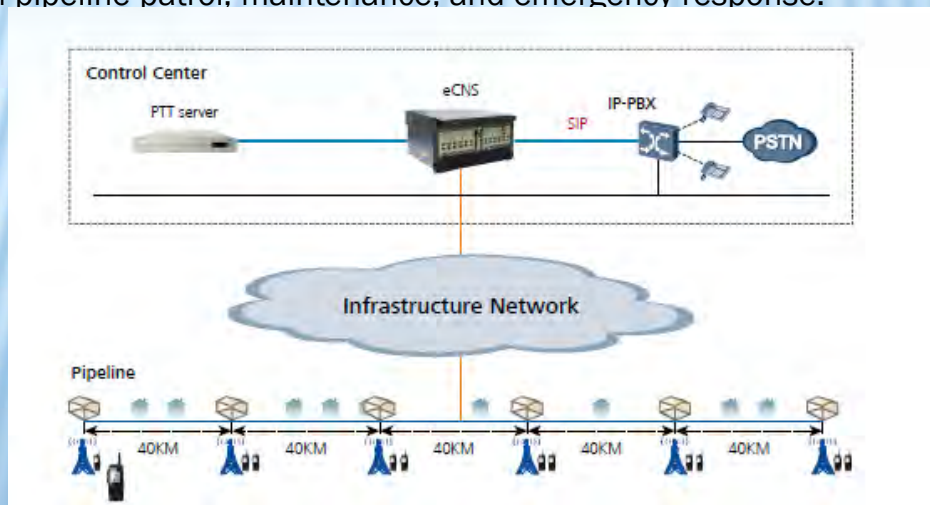 pipeline patrol, maintenance, and emergency response.
Control Center
eCNS
PTT server
IP-PBX
SIP
PSTN
Infrastructure Network
Pipeline
40KM 40KM 40KM 40KM 40KM